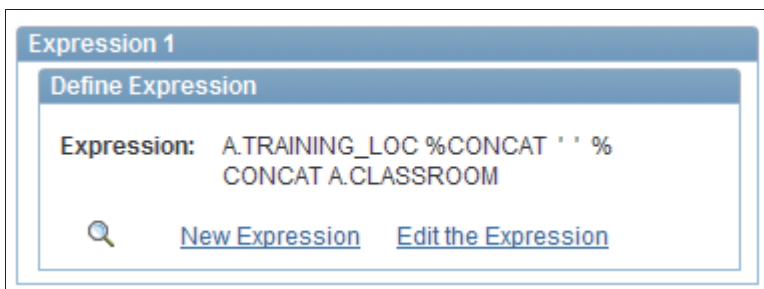 Expression 1
Define Expression
Expression: A.TRAINING_LOC %CONCAT ' ' %
CONCAT A.CLASSROOM
New Expression Edit the Expression